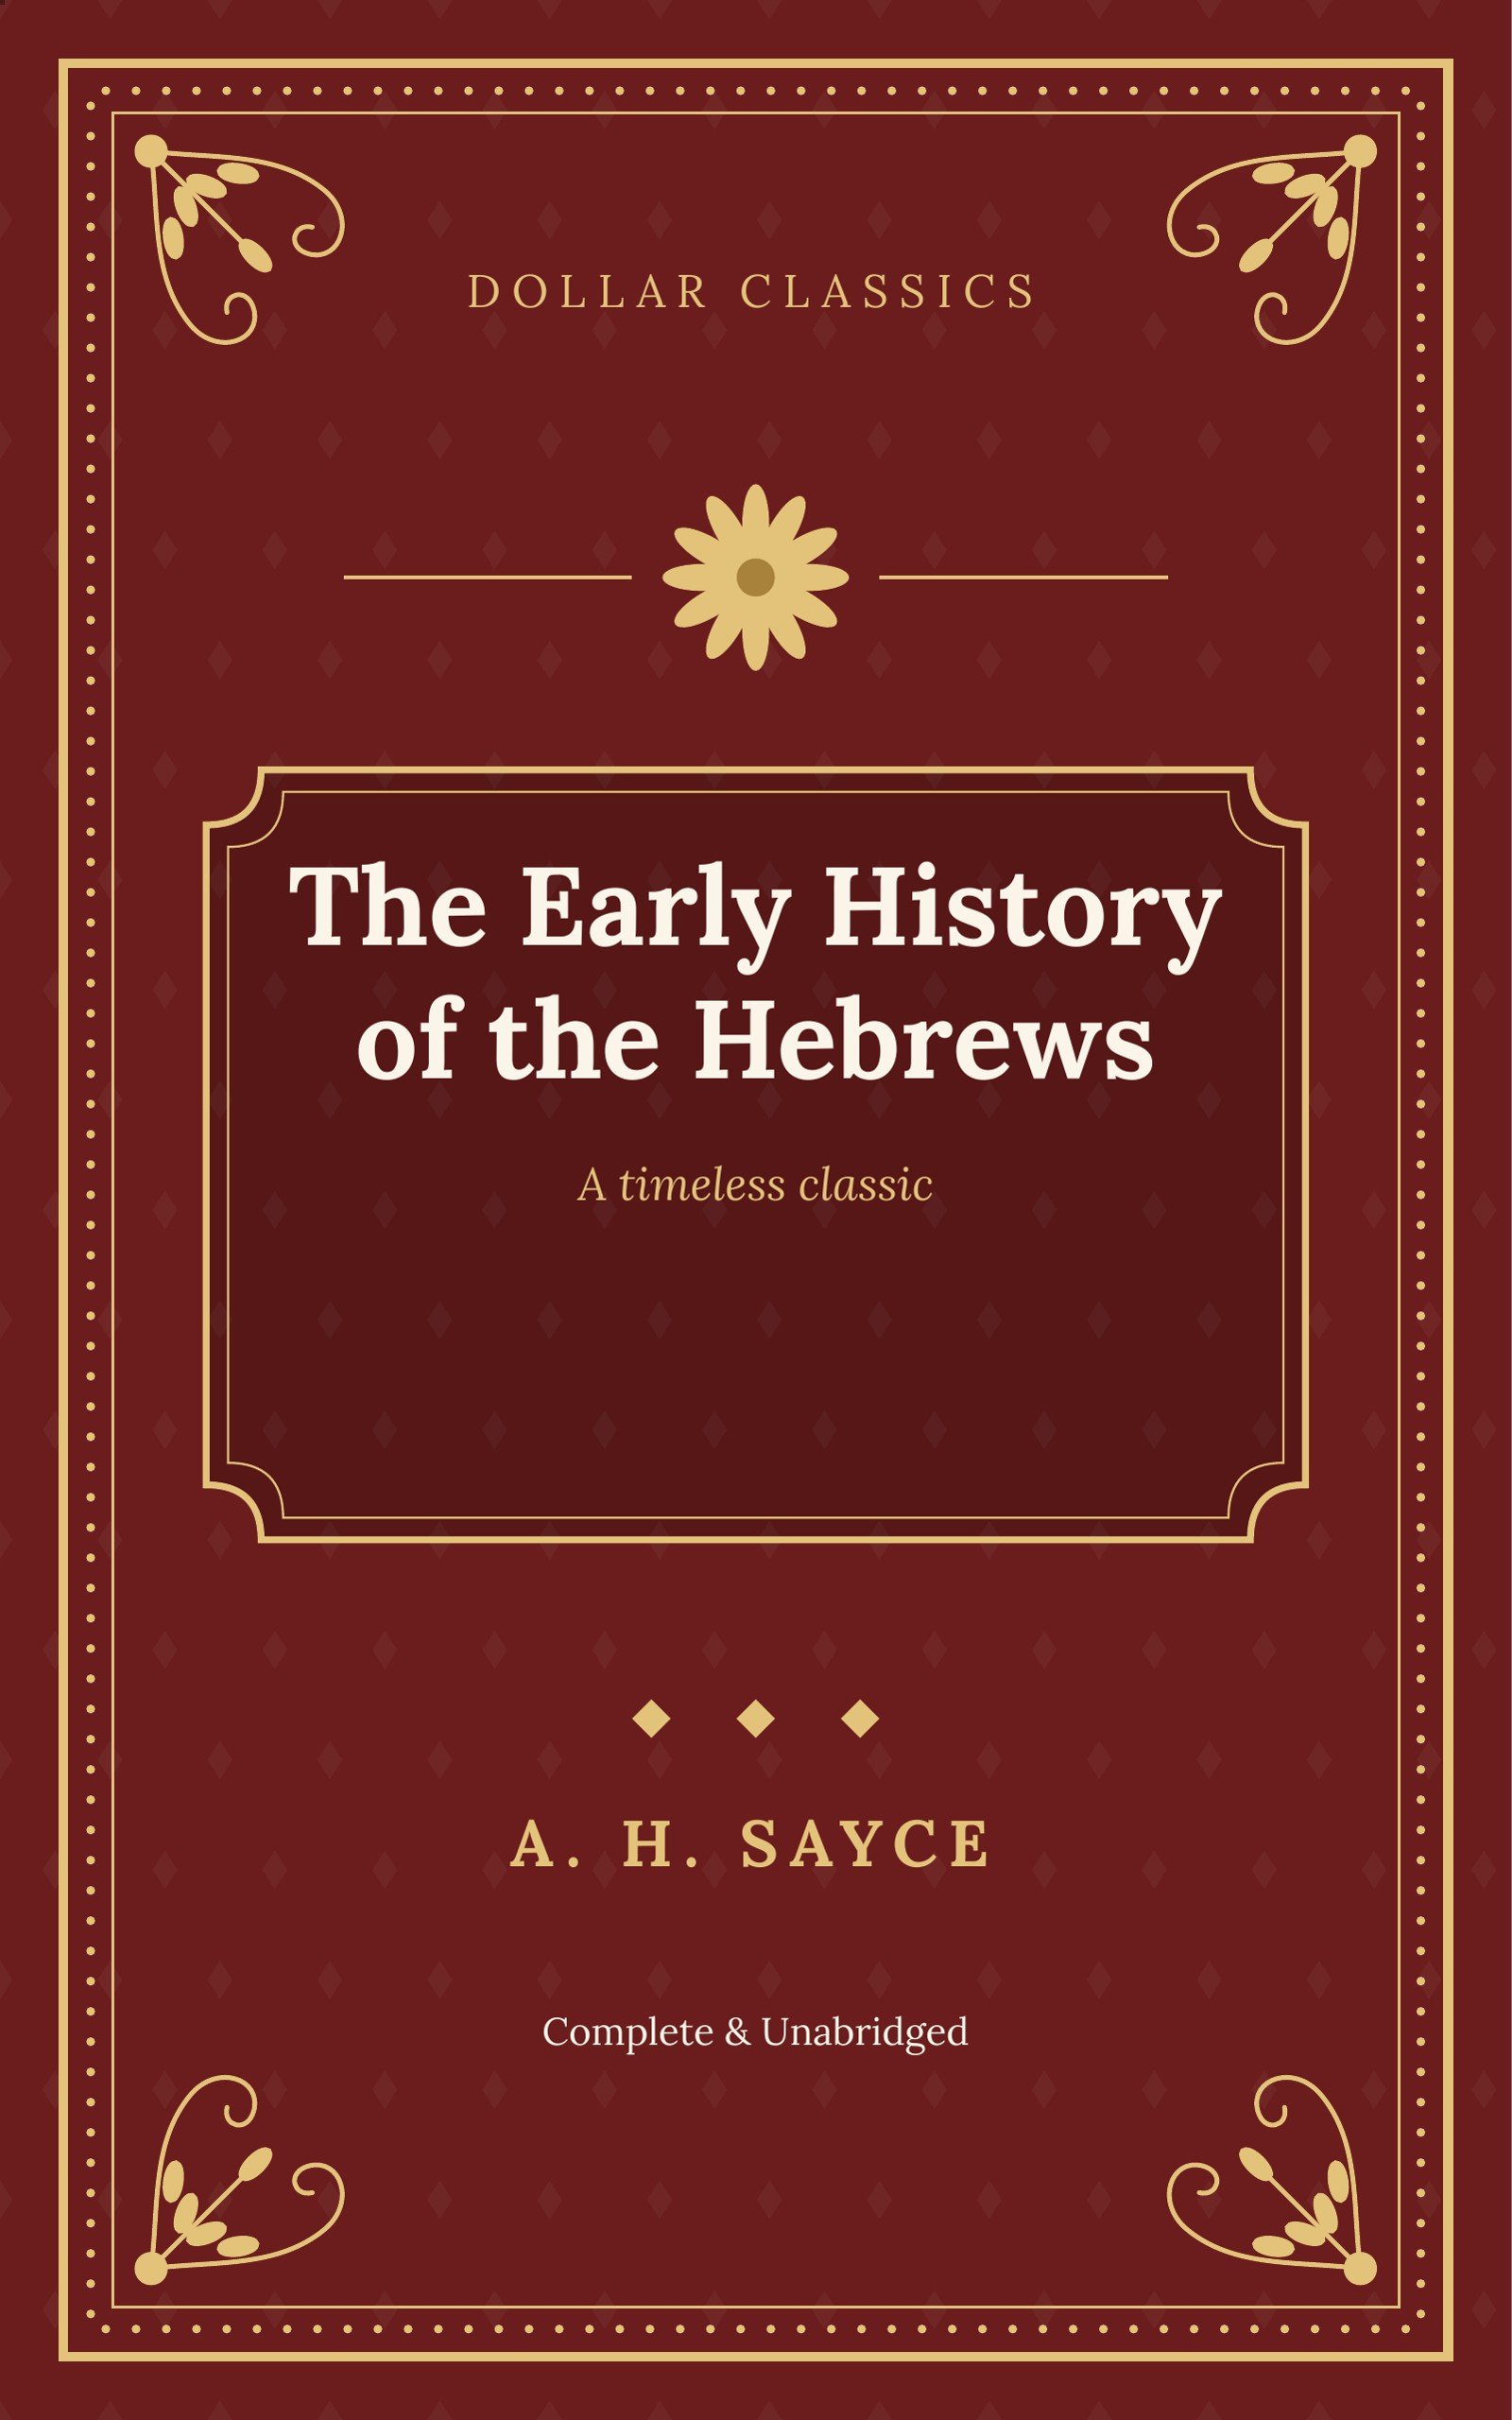 DOLLAR CLASSICS
The Early History
of the Hebrews
A timeless classic
A. H. SAYCE
Complete & Unabridged